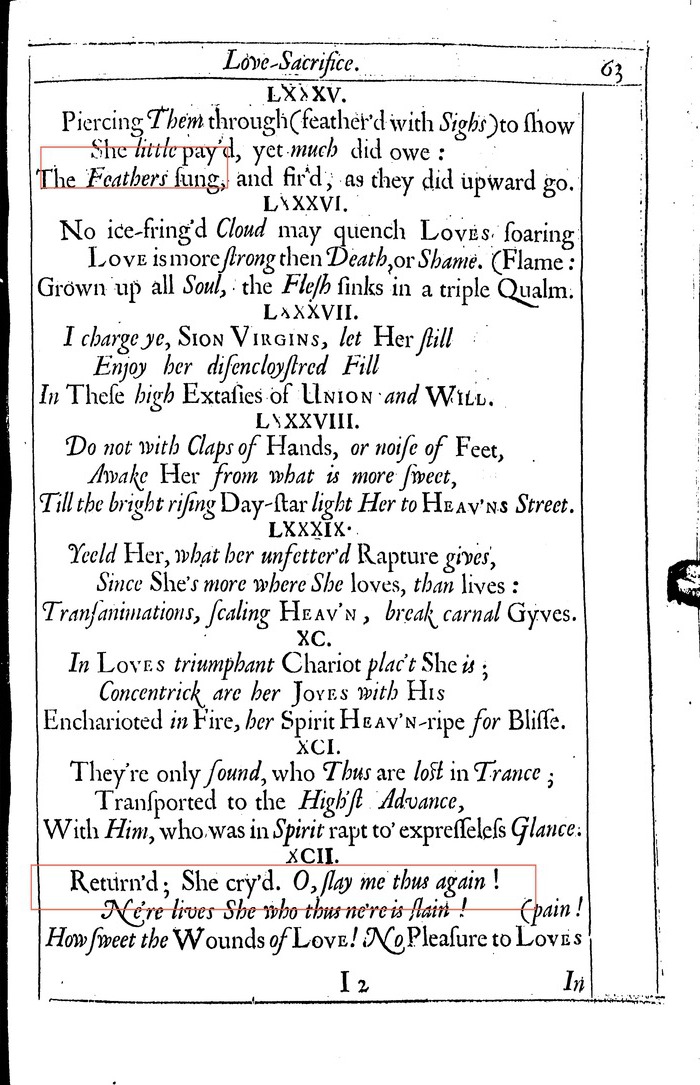 Love-Sacrifice.
63
LXXXV.
Piercing Them through (feather'd with Sighs) to ſhow
She little pay'd, yet much did owe :
The Feathers ſung, and fir'd, as they did upward go.
LXXXVI.
No ice-fring'd Cloud may quench LOVES ſoaring
LOVE is more ſtrong then Death, or Shame. (Flame :
Grown up all Soul, the Fleſh ſinks in a triple Qualm.
LXXXVII.
I charge ye, SION VIRGINS, let Her ſtill
Enjoy her diſencloyſtred Fill
In Theſe high Extaſies of UNION and WILL.
LXXXVIII.
Do not with Claps of Hands, or noiſe of Feet,
Awake Her from what is more ſweet,
Till the bright riſing Day-ſtar light Her to HEAV'NS Street.
LXXXIX.
Yeeld Her, what her unfetter'd Rapture gives,
Since She's more where She loves, than lives :
Tranſanimations, ſcaling HEAV'N, break carnal Gyves.
XC.
In LOVES triumphant Chariot plac't She is ;
Concentrick are her JOYES with HIS
Encharioted in Fire, her Spirit HEAV'N-ripe for Bliſſe.
XCI.
They're only found, who Thus are loſt in Trance ;
Tranſported to the High'ſt Advance,
With Him, who was in Spirit rapt to' expreſſeleſs Glance.
XCII.
Return'd ; She cry'd. O, ſlay me thus again !
Ne're lives She who thus ne're is ſlain ! (pain !
How ſweet the Wounds of LOVE! No Pleaſure to LOVES
I 2
In